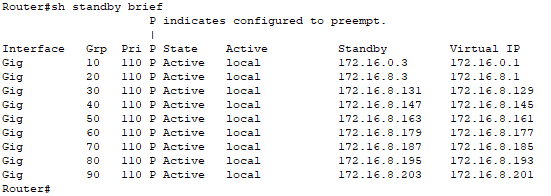 Router#sh standby brief
P indicates configured to preempt.
|
Interface Grp Pri P State Active Standby Virtual IP
Gig 10 110 P Active local 172.16.0.3 172.16.0.1
Gig 20 110 P Active local 172.16.8.3 172.16.8.1
Gig 30 110 P Active local 172.16.8.131 172.16.8.129
Gig 40 110 P Active local 172.16.8.147 172.16.8.145
Gig 50 110 P Active local 172.16.8.163 172.16.8.161
Gig 60 110 P Active local 172.16.8.179 172.16.8.177
Gig 70 110 P Active local 172.16.8.187 172.16.8.185
Gig 80 110 P Active local 172.16.8.195 172.16.8.193
Gig 90 110 P Active local 172.16.8.203 172.16.8.201
Router#